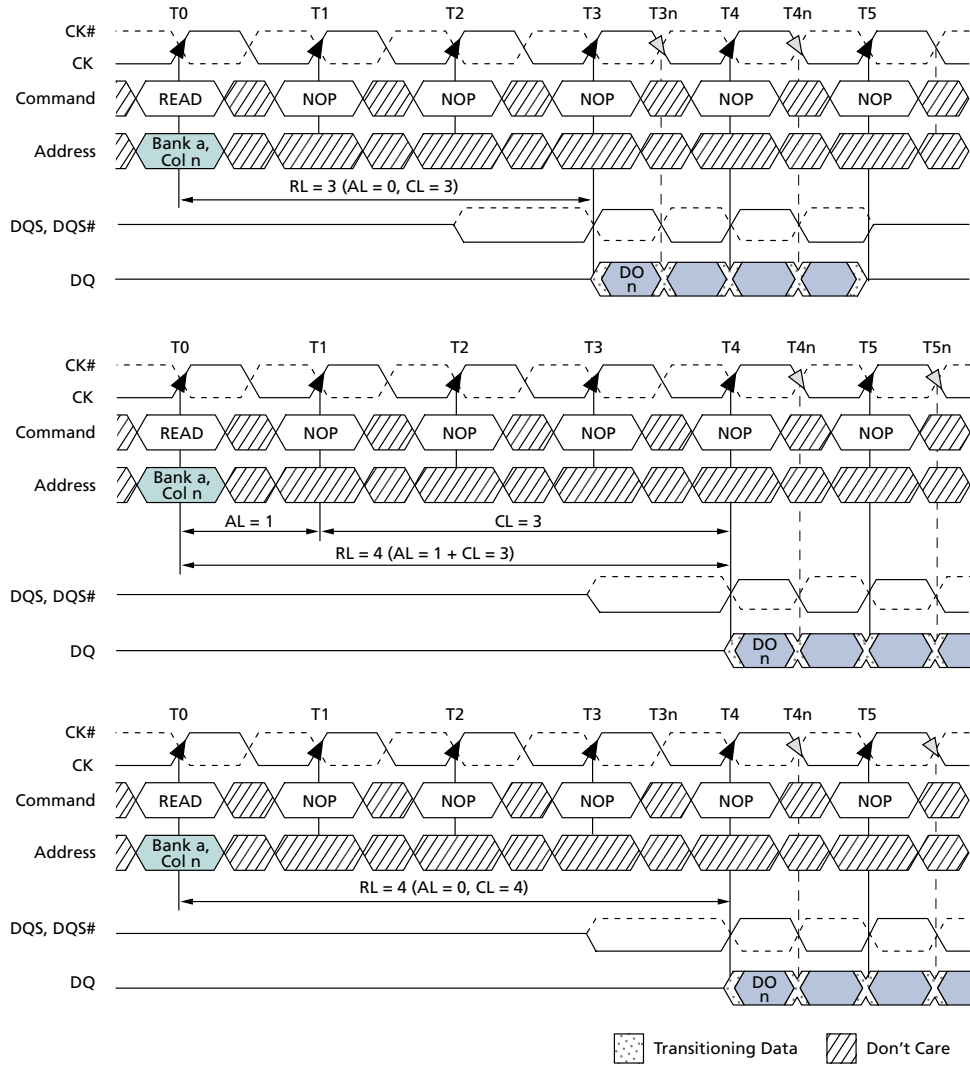 T0 T1 T2 T3 T3n T4 T4n T5
CK#
CK
Command READ NOP NOP NOP NOP NOP
Address Bank a,
Col n
RL = 3 (AL = 0, CL = 3)
DQS, DQS#
DQ DO
n
T0 T1 T2 T3 T4 T4n T5 T5n
CK#
CK
Command READ NOP NOP NOP NOP NOP
Address Bank a,
Col n
AL = 1 CL = 3
RL = 4 (AL = 1 + CL = 3)
DQS, DQS#
DQ DO
n
T0 T1 T2 T3 T3n T4 T4n T5
CK#
CK
Command READ NOP NOP NOP NOP NOP
Address Bank a,
Col n
RL = 4 (AL = 0, CL = 4)
DQS, DQS#
DQ DO
n
Transitioning Data Don’t Care